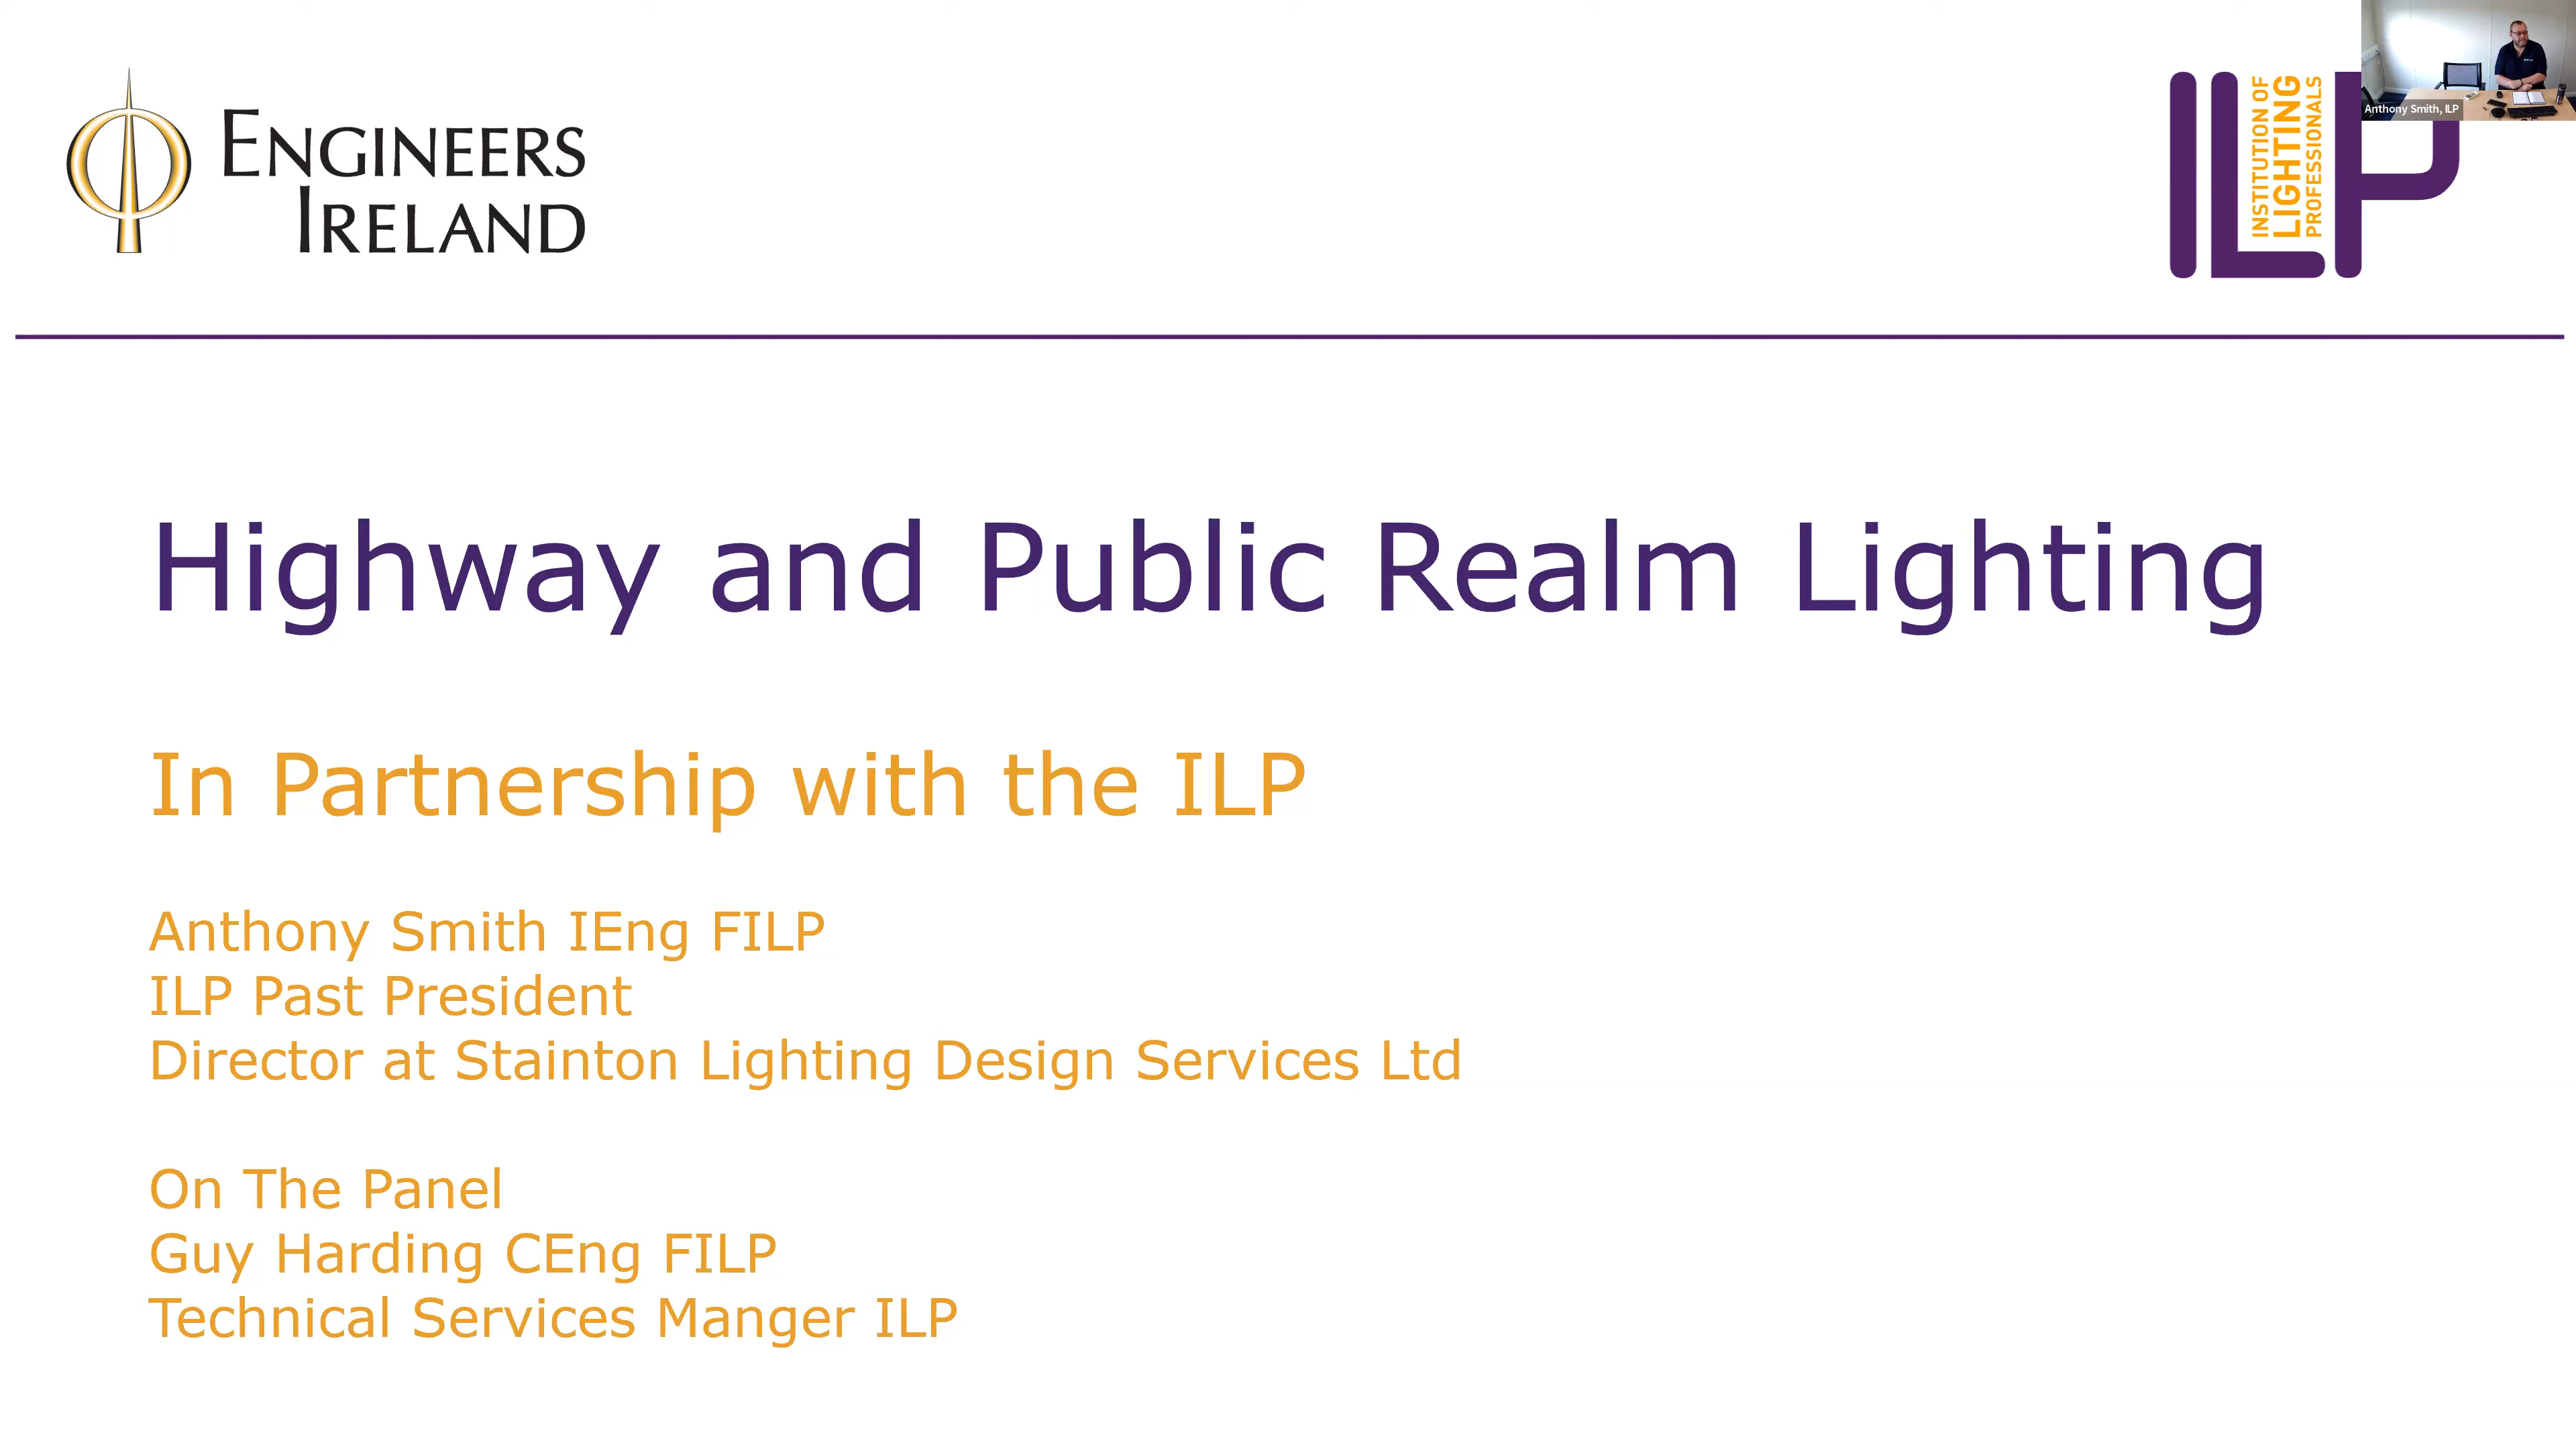 ENGINEERS
IRELAND
INSTITUTION OF
LIGHTING
PROFESSIONALS
ILP
Anthony Smith, ILP
Highway and Public Realm Lighting
In Partnership with the ILP
Anthony Smith IEng FILP
ILP Past President
Director at Stainton Lighting Design Services Ltd
On The Panel
Guy Harding CEng FILP
Technical Services Manger ILP